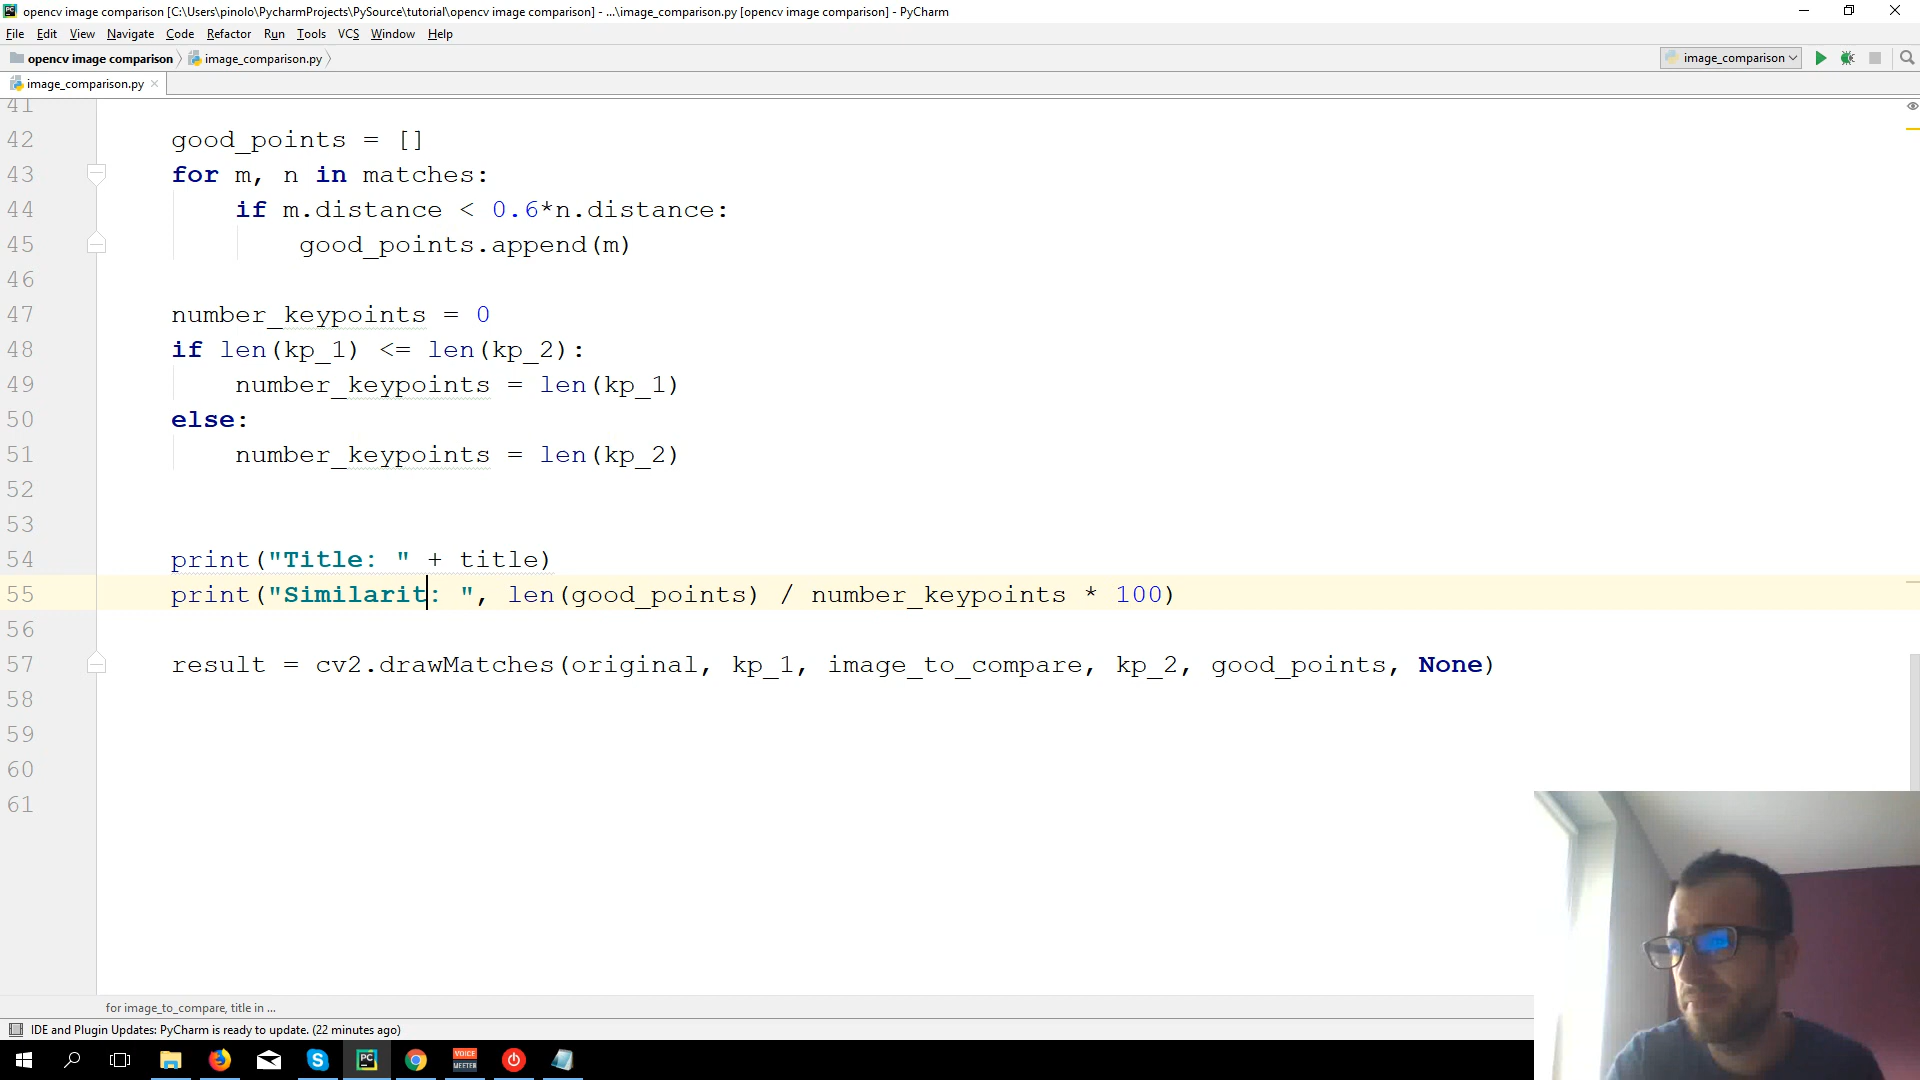 opencv image comparison [C:\Users\pinolo\PycharmProjects\PySource\tutorial\opencv image comparison] - ...\image_comparison.py [opencv image comparison] - PyCharm
File Edit View Navigate Code Refactor Run Tools VCS Window Help
opencv image comparison image_comparison.py image_comparison
image_comparison.py
41
42 good_points = []
43 for m, n in matches:
44 if m.distance < 0.6*n.distance:
45 good_points.append(m)
46
47 number_keypoints = 0
48 if len(kp_1) <= len(kp_2):
49 number_keypoints = len(kp_1)
50 else:
51 number_keypoints = len(kp_2)
52
53
54 print("Title: " + title)
55 print("Similarit: ", len(good_points) / number_keypoints * 100)
56
57 result = cv2.drawMatches(original, kp_1, image_to_compare, kp_2, good_points, None)
58
59
60
61
for image_to_compare, title in ...
IDE and Plugin Updates: PyCharm is ready to update. (22 minutes ago)
PC
VOICE
MEETER